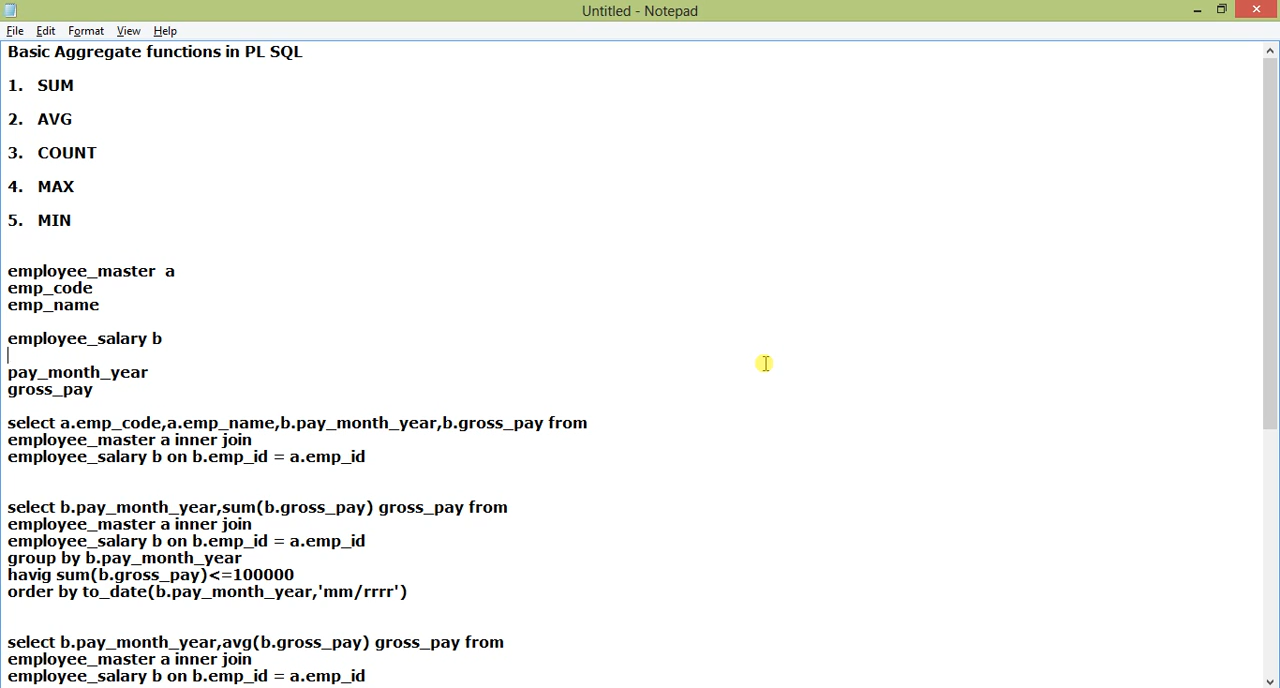 Untitled - Notepad
File Edit Format View Help
Basic Aggregate functions in PL SQL
1. SUM
2. AVG
3. COUNT
4. MAX
5. MIN
employee_master a
emp_code
emp_name
employee_salary b
pay_month_year
gross_pay
select a.emp_code,a.emp_name,b.pay_month_year,b.gross_pay from
employee_master a inner join
employee_salary b on b.emp_id = a.emp_id
select b.pay_month_year,sum(b.gross_pay) gross_pay from
employee_master a inner join
employee_salary b on b.emp_id = a.emp_id
group by b.pay_month_year
havig sum(b.gross_pay)<=100000
order by to_date(b.pay_month_year,'mm/rrrr')
select b.pay_month_year,avg(b.gross_pay) gross_pay from
employee_master a inner join
employee_salary b on b.emp_id = a.emp_id